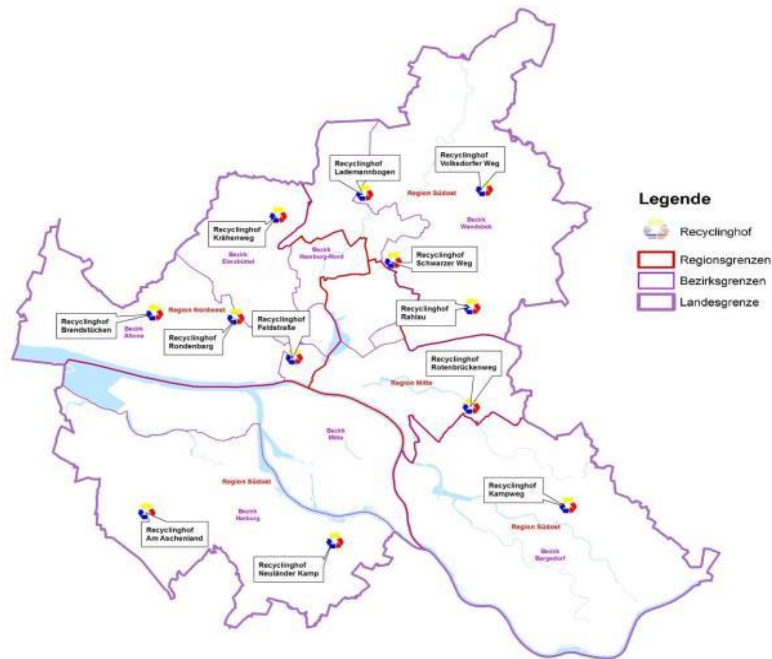 Recyclinghof
Lademannbogen
Recyclinghof
Volksdorfer Weg
Region Südost
Bezirk
Wandsbek
Recyclinghof
Krähenweg
Bezirk
Eimsbüttel
Bezirk
Hamburg-Nord
Recyclinghof
Schwarzer Weg
Legende
Recyclinghof
Regionsgrenzen
Bezirksgrenzen
Landesgrenze
Recyclinghof
Brandstücken
Region Nordwest
Bezirk
Altona
Recyclinghof
Rondenbarg
Recyclinghof
Feldstraße
Recyclinghof
Rahlau
Recyclinghof
Rotenbrückenweg
Region Mitte
Bezirk
Mitte
Region Südost
Bezirk
Harburg
Recyclinghof
Am Aschenland
Recyclinghof
Neuländer Kamp
Recyclinghof
Kampweg
Region Südost
Bezirk
Bergedorf